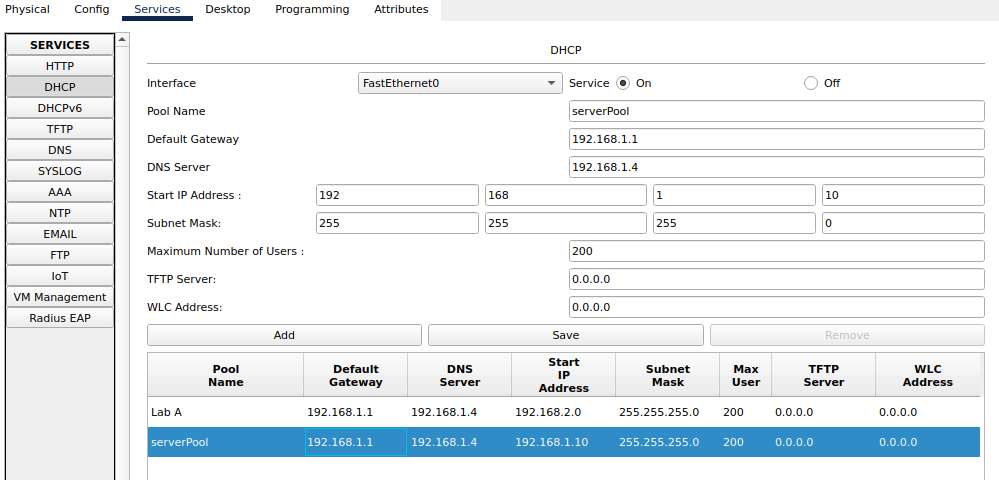 Physical Config Services Desktop Programming Attributes
SERVICES
HTTP
DHCP
DHCPv6
TFTP
DNS
SYSLOG
AAA
NTP
EMAIL
FTP
IoT
VM Management
Radius EAP
DHCP
Interface FastEthernet0 Service On Off
Pool Name serverPool
Default Gateway 192.168.1.1
DNS Server 192.168.1.4
Start IP Address : 192 168 1 10
Subnet Mask: 255 255 255 0
Maximum Number of Users : 200
TFTP Server: 0.0.0.0
WLC Address: 0.0.0.0
Add Save Remove
Pool Name Default Gateway DNS Server Start IP Address Subnet Mask Max User TFTP Server WLC Address
Lab A 192.168.1.1 192.168.1.4 192.168.2.0 255.255.255.0 200 0.0.0.0 0.0.0.0
serverPool 192.168.1.1 192.168.1.4 192.168.1.10 255.255.255.0 200 0.0.0.0 0.0.0.0